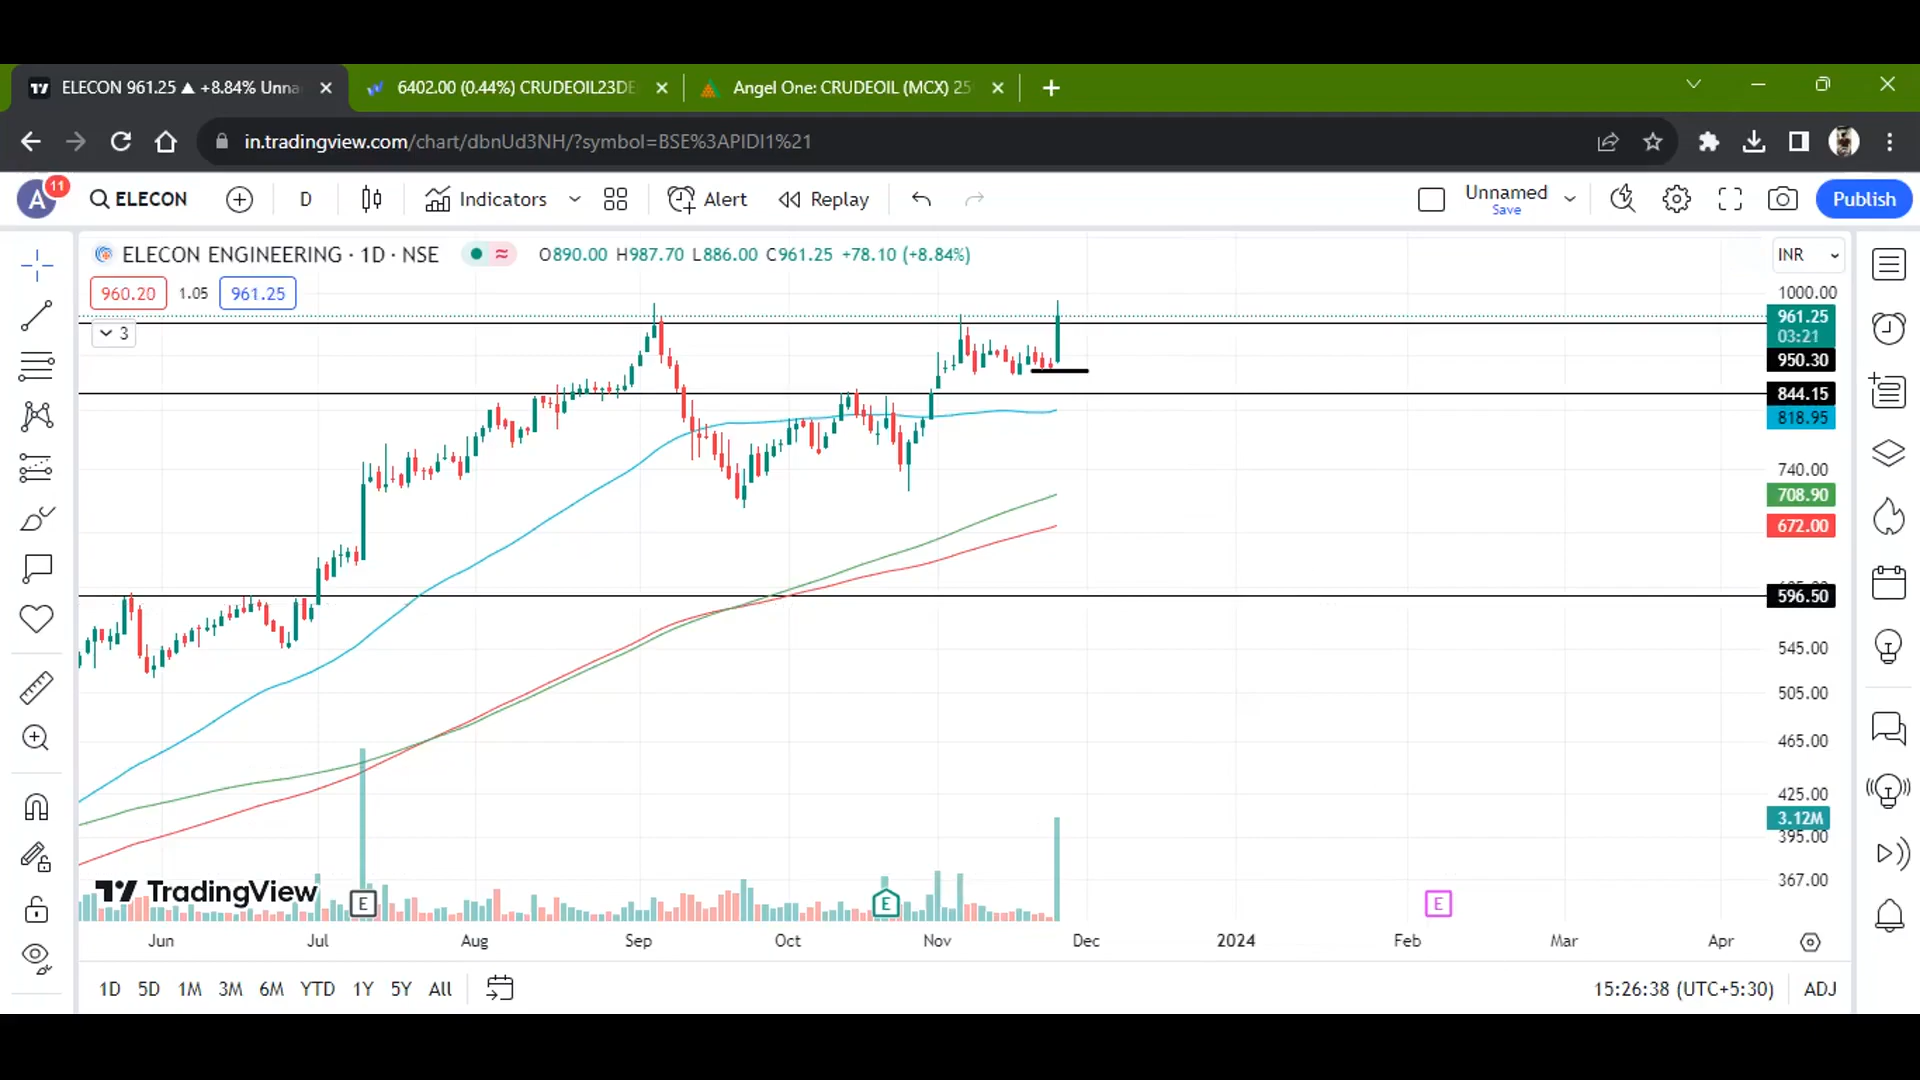 ELECON 961.25 ▲ +8.84% Unna
6402.00 (0.44%) CRUDEOIL23DE
Angel One: CRUDEOIL (MCX) 25
in.tradingview.com/chart/dbnUd3NH/?symbol=BSE%3APIDI1%21
A 11 ELECON D Indicators Alert Replay Unnamed Save Publish
ELECON ENGINEERING · 1D · NSE O890.00 H987.70 L886.00 C961.25 +78.10 (+8.84%) INR
960.20 1.05 961.25
3
1000.00
961.25
03:21
950.30
844.15
818.95
740.00
708.90
672.00
596.50
545.00
505.00
465.00
425.00
3.12M
395.00
367.00
TradingView
E E E
Jun Jul Aug Sep Oct Nov Dec 2024 Feb Mar Apr
1D 5D 1M 3M 6M YTD 1Y 5Y All 15:26:38 (UTC+5:30) ADJ